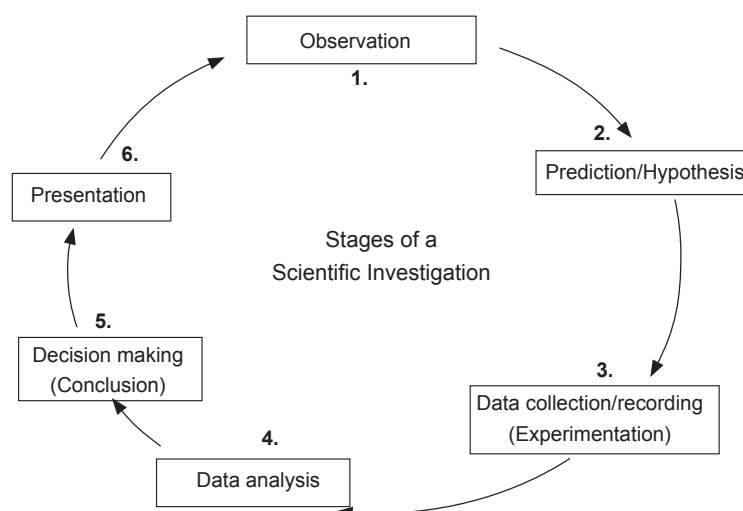 Observation
1.
2.
Prediction/Hypothesis
3.
Data collection/recording
(Experimentation)
4.
Data analysis
5.
Decision making
(Conclusion)
6.
Presentation
Stages of a
Scientific Investigation